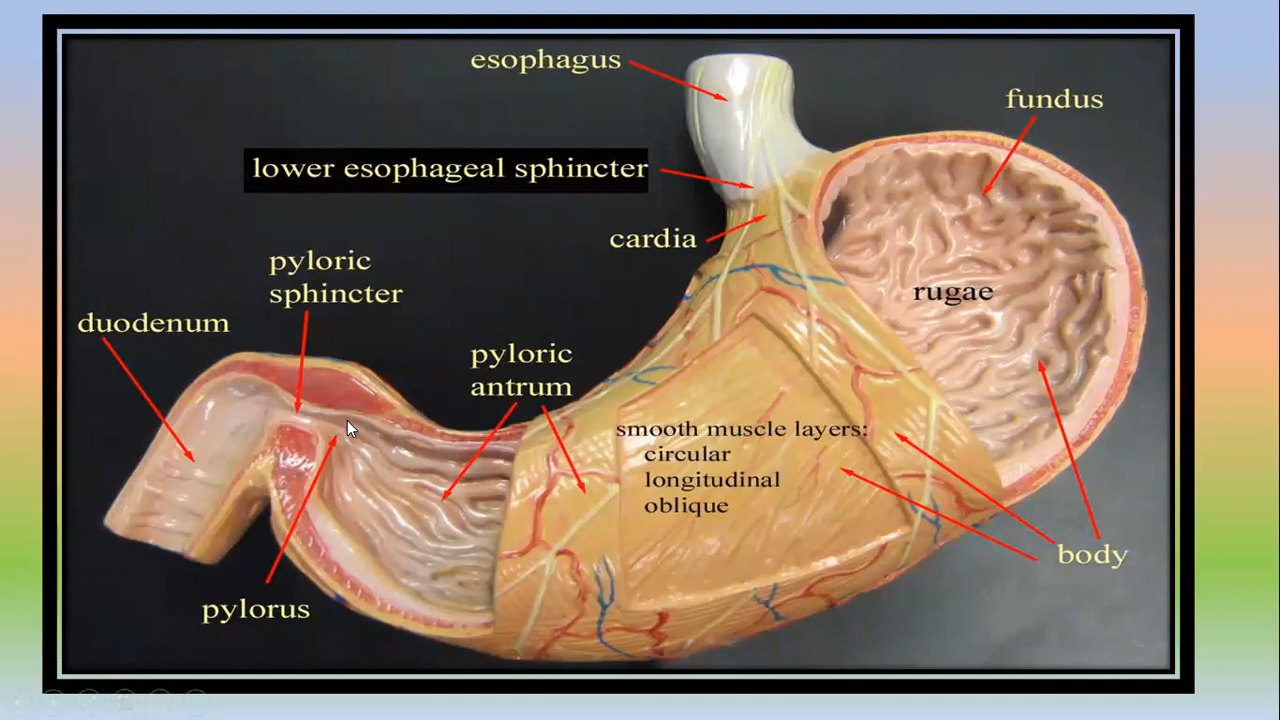 esophagus
fundus
lower esophageal sphincter
cardia
pyloric
sphincter
rugae
duodenum
pyloric
antrum
smooth muscle layers:
circular
longitudinal
oblique
body
pylorus